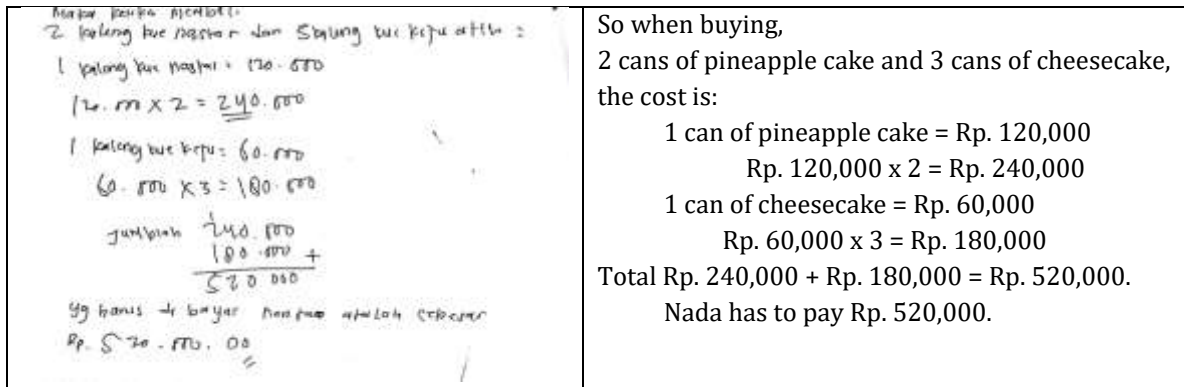 2 kaleng kue nastar dan 3 kaleng kue keju adalah :
1 kaleng kue nastar = 120.000
120.000 x 2 = 240.000
1 kaleng kue keju = 60.000
60.000 x 3 = 180.000
Jumblah 240.000
180.000 +
520 000
yg harus di bayar adalah sebesar
Rp. 520.000.00
So when buying,
2 cans of pineapple cake and 3 cans of cheesecake,
the cost is:
1 can of pineapple cake = Rp. 120,000
Rp. 120,000 x 2 = Rp. 240,000
1 can of cheesecake = Rp. 60,000
Rp. 60,000 x 3 = Rp. 180,000
Total Rp. 240,000 + Rp. 180,000 = Rp. 520,000.
Nada has to pay Rp. 520,000.